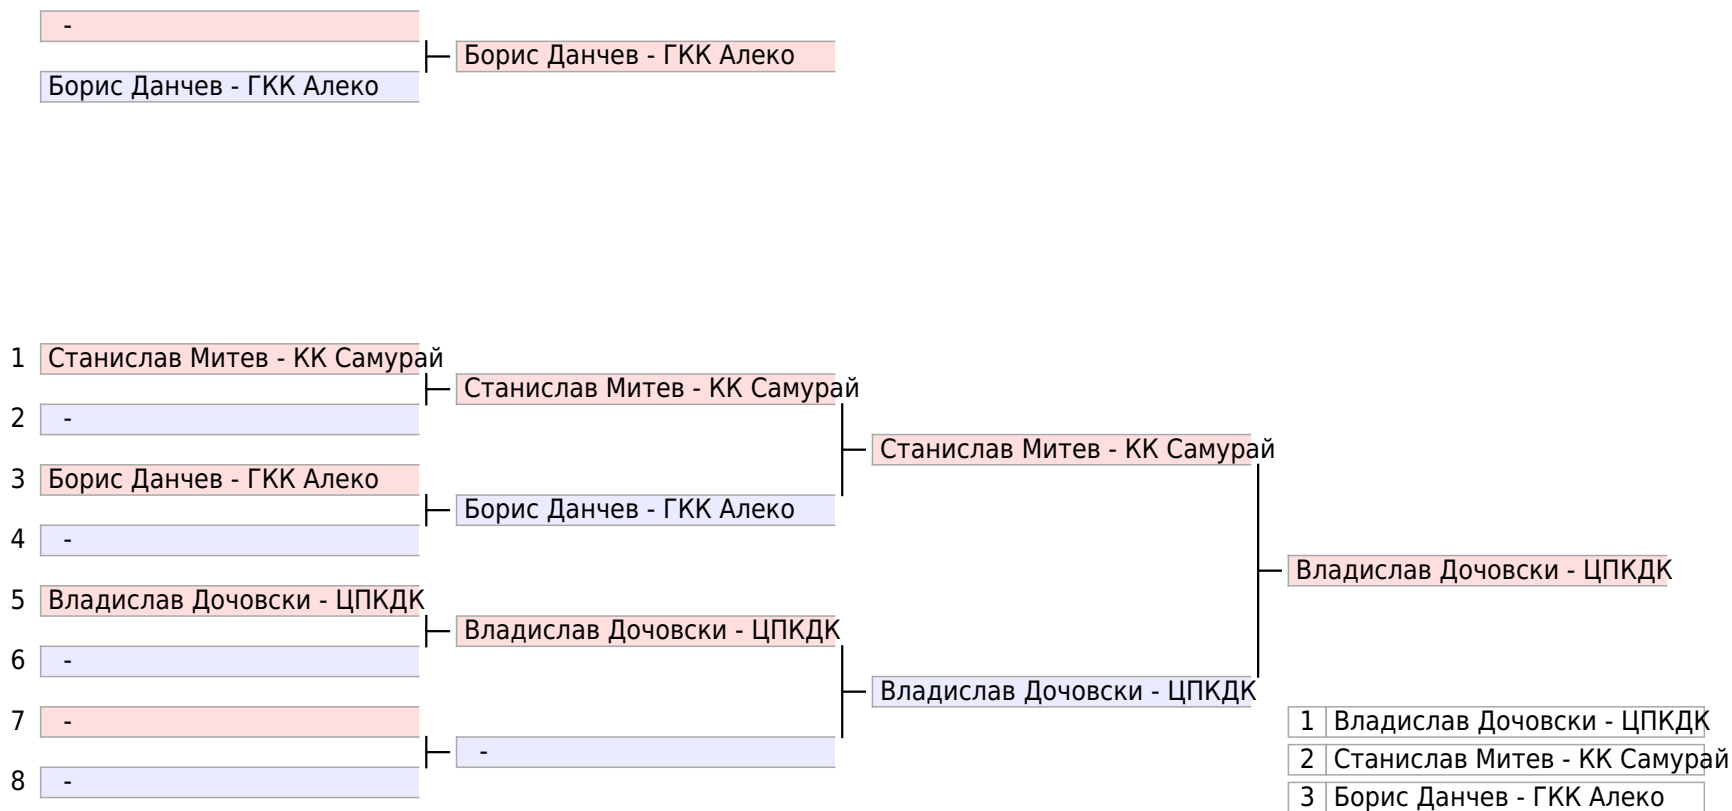 -
Борис Данчев - ГКК Алеко
Борис Данчев - ГКК Алеко
1 Станислав Митев - КК Самурай
Станислав Митев - КК Самурай
2 -
Станислав Митев - КК Самурай
3 Борис Данчев - ГКК Алеко
Борис Данчев - ГКК Алеко
4 -
Владислав Дочовски - ЦПКДК
5 Владислав Дочовски - ЦПКДК
Владислав Дочовски - ЦПКДК
6 -
Владислав Дочовски - ЦПКДК
7 -
-
8 -
1 Владислав Дочовски - ЦПКДК
2 Станислав Митев - КК Самурай
3 Борис Данчев - ГКК Алеко